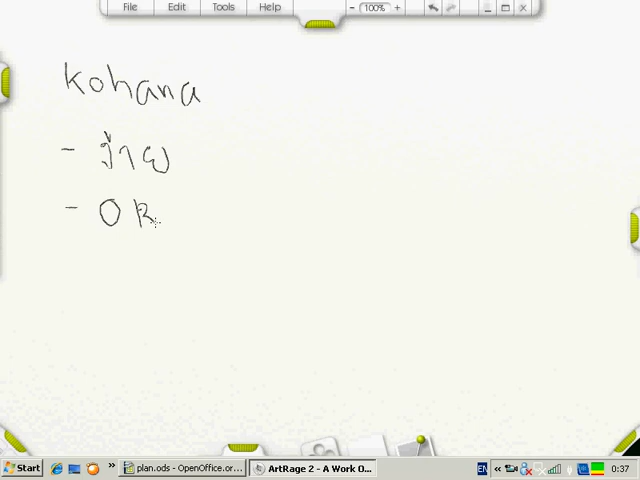 File Edit Tools Help - 100% +
kohana
- ง่าย
- OR
Start » plan.ods - OpenOffice.or... ArtRage 2 - A Work O... EN « 0:37